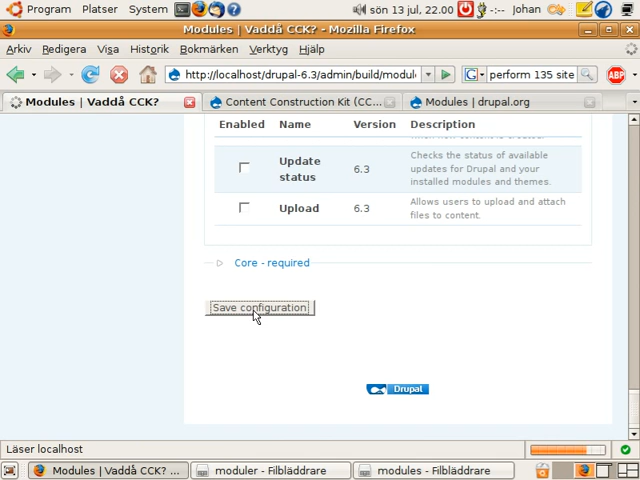 Program Platser System sön 13 jul, 22.00 -:-- Johan
Modules | Vaddå CCK? - Mozilla Firefox
Arkiv Redigera Visa Historik Bokmärken Verktyg Hjälp
http://localhost/drupal-6.3/admin/build/module perform 135 site ABP
Modules | Vaddå CCK? Content Construction Kit (CC... Modules | drupal.org
Enabled Name Version Description
Update status 6.3 Checks the status of available
updates for Drupal and your
installed modules and themes.
Upload 6.3 Allows users to upload and attach
files to content.
Core - required
Save configuration
Drupal
Läser localhost
Modules | Vaddå CCK? ... moduler - Filbläddrare modules - Filbläddrare